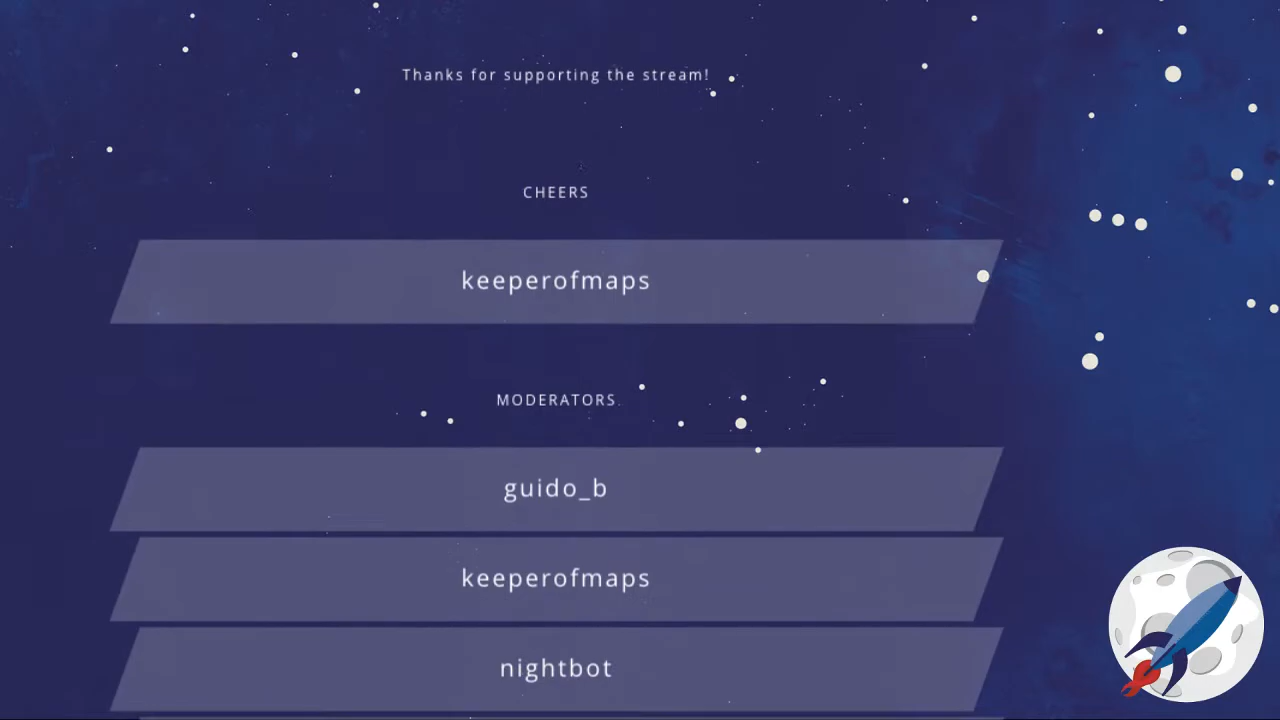 Thanks for supporting the stream!
CHEERS
keeperofmaps
MODERATORS
guido_b
keeperofmaps
nightbot